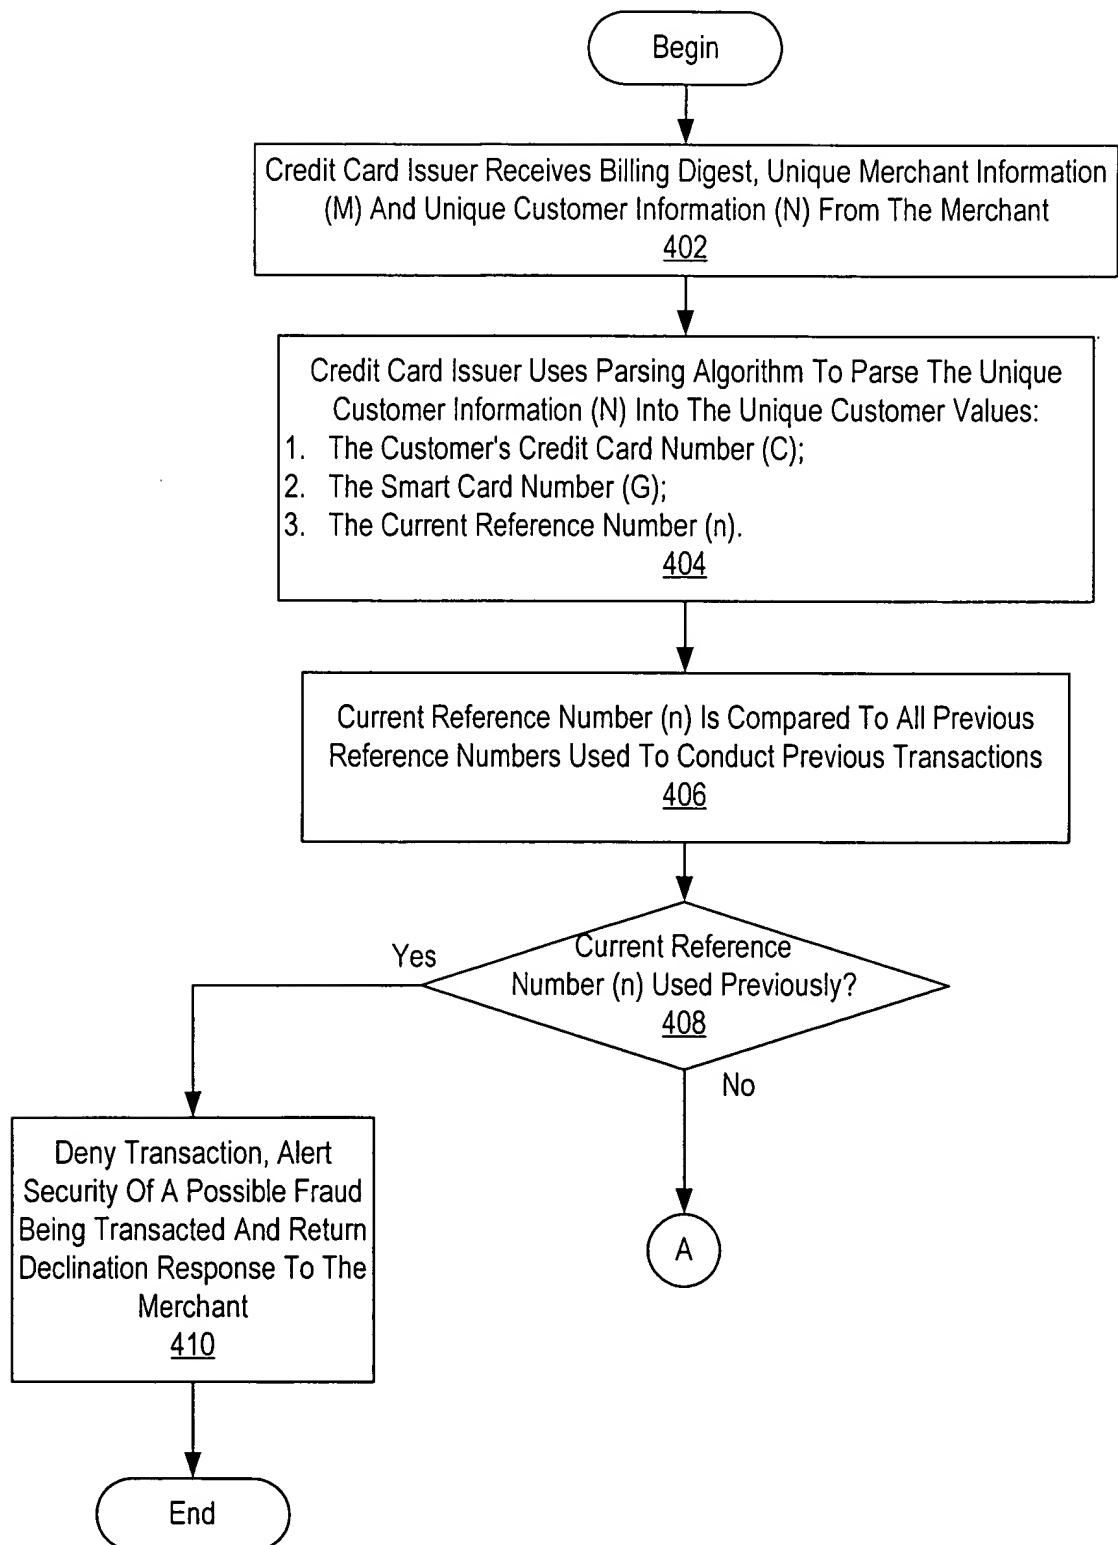 Begin
Credit Card Issuer Receives Billing Digest, Unique Merchant Information
(M) And Unique Customer Information (N) From The Merchant
402
Credit Card Issuer Uses Parsing Algorithm To Parse The Unique
Customer Information (N) Into The Unique Customer Values:
1. The Customer's Credit Card Number (C);
2. The Smart Card Number (G);
3. The Current Reference Number (n).
404
Current Reference Number (n) Is Compared To All Previous
Reference Numbers Used To Conduct Previous Transactions
406
Yes
Current Reference
Number (n) Used Previously?
408
No
Deny Transaction, Alert
Security Of A Possible Fraud
Being Transacted And Return
Declination Response To The
Merchant
410
A
End